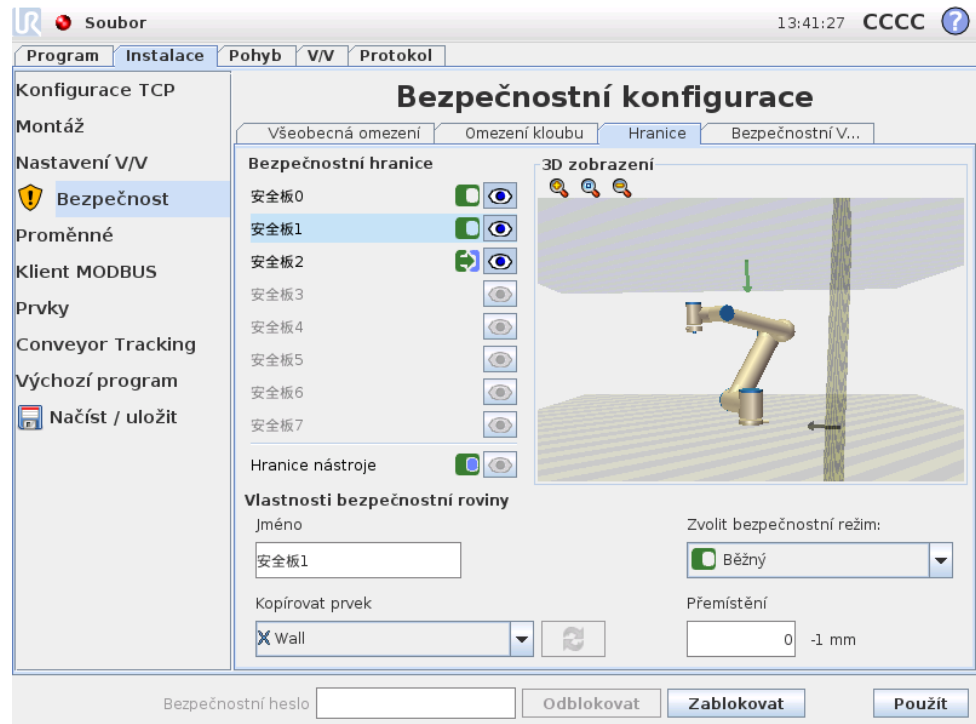 UR Soubor 13:41:27 CCCC ?
Program Instalace Pohyb V/V Protokol
Konfigurace TCP
Montáž
Nastavení V/V
Bezpečnost
Proměnné
Klient MODBUS
Prvky
Conveyor Tracking
Výchozí program
Načíst / uložit
Bezpečnostní konfigurace
Všeobecná omezení Omezení kloubu Hranice Bezpečnostní V...
Bezpečnostní hranice
安全板0
安全板1
安全板2
安全板3
安全板4
安全板5
安全板6
安全板7
Hranice nástroje
3D zobrazení
Vlastnosti bezpečnostní roviny
Jméno
安全板1
Zvolit bezpečnostní režim:
Běžný
Kopírovat prvek
Wall
Přemístění
0 -1 mm
Bezpečnostní heslo Odblokovat Zablokovat Použít